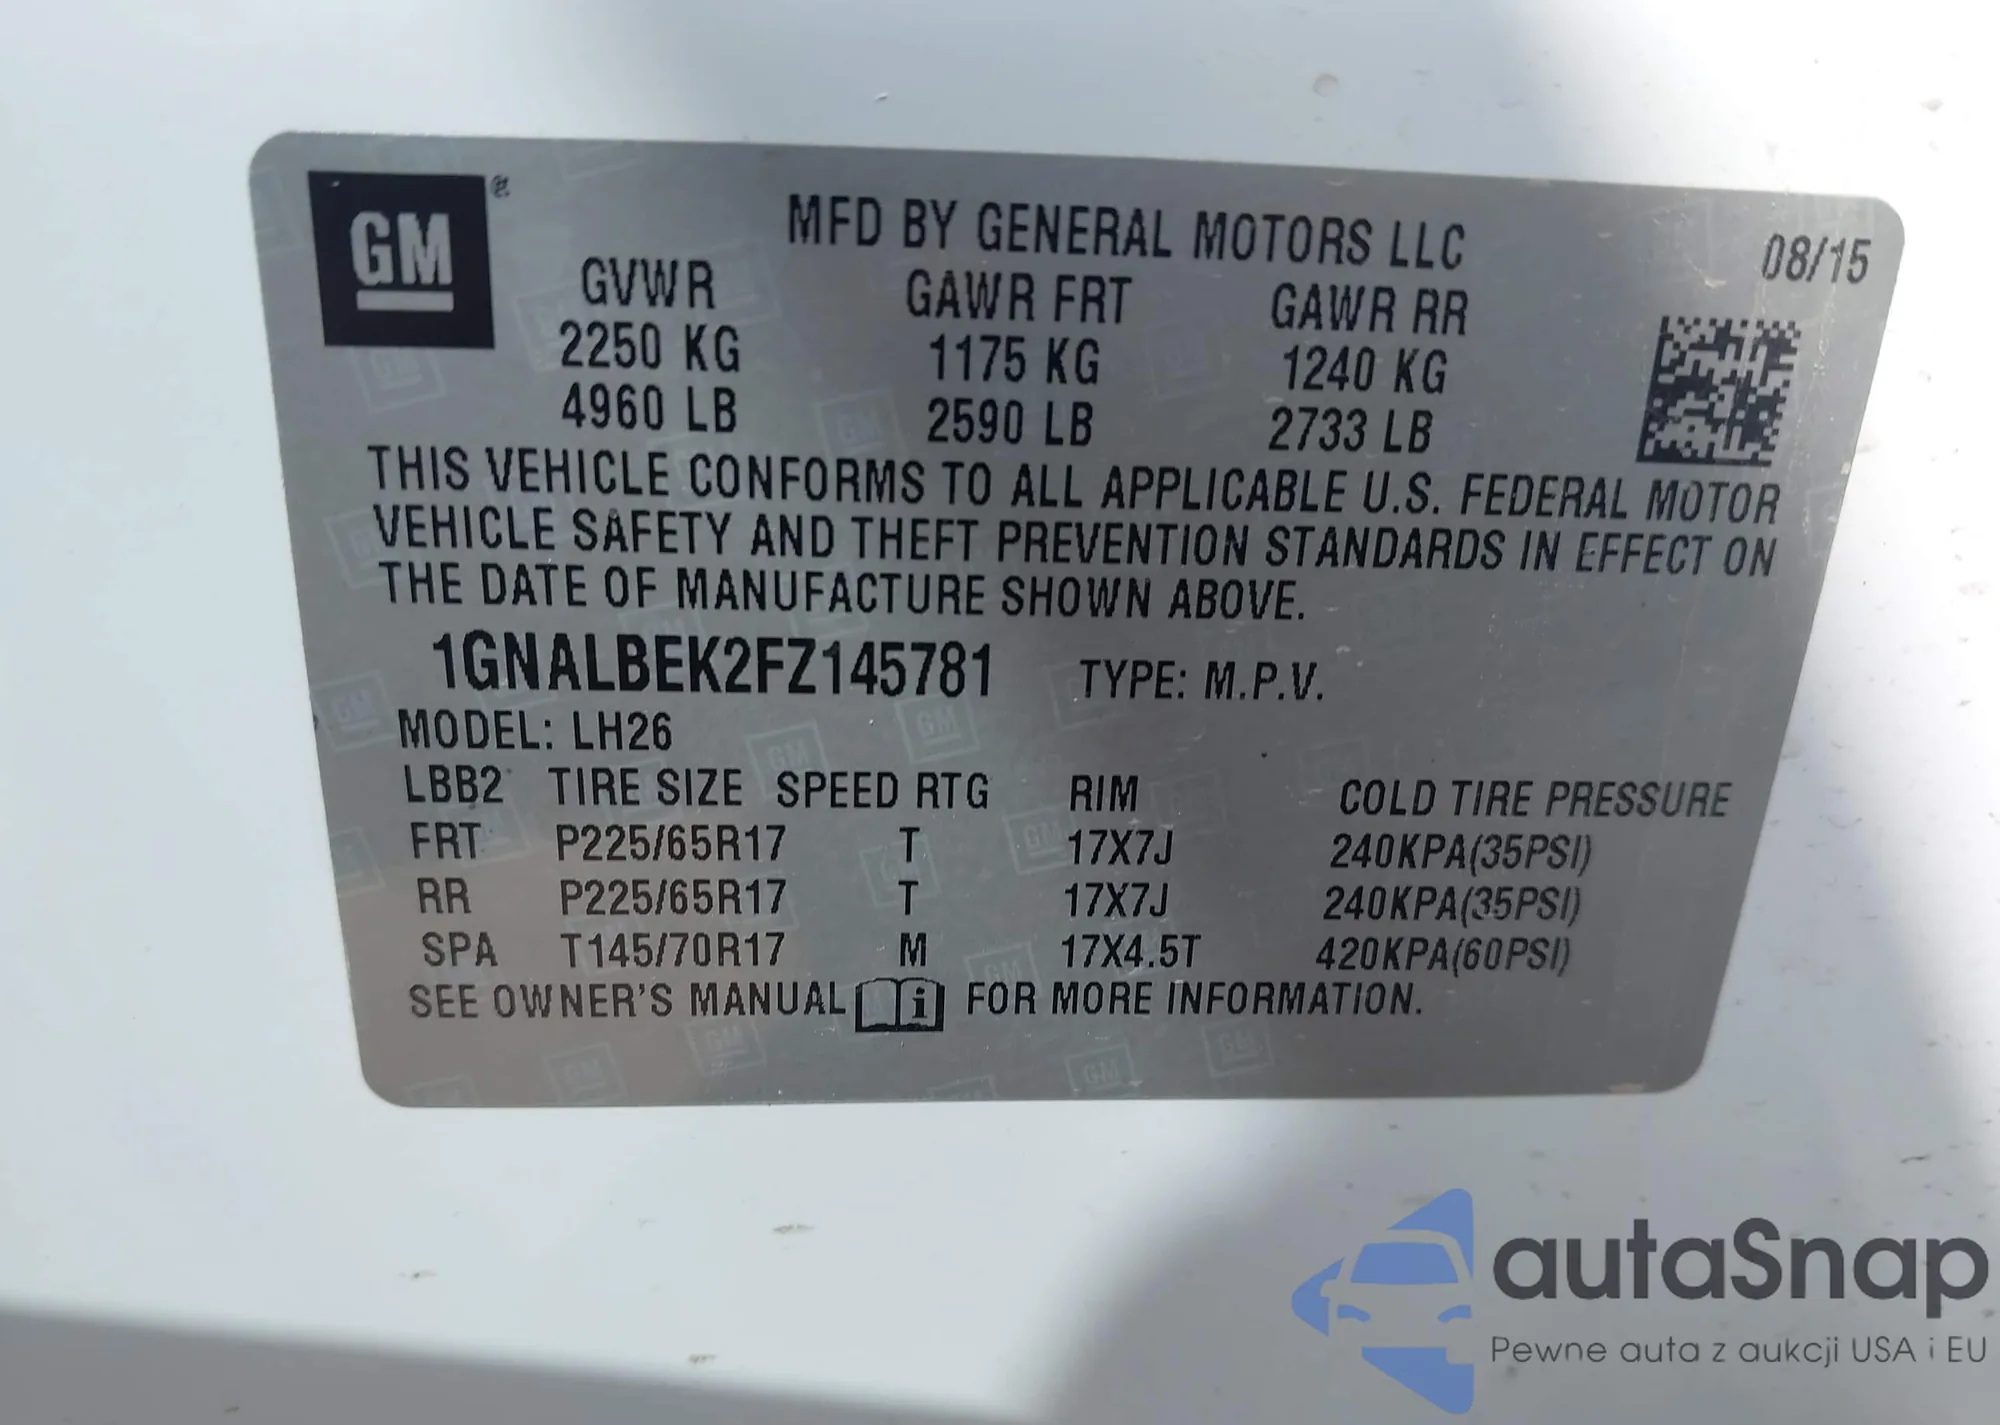 GM ®
MFD BY GENERAL MOTORS LLC
08/15
GVWR GAWR FRT GAWR RR
2250 KG 1175 KG 1240 KG
4960 LB 2590 LB 2733 LB
THIS VEHICLE CONFORMS TO ALL APPLICABLE U.S. FEDERAL MOTOR
VEHICLE SAFETY AND THEFT PREVENTION STANDARDS IN EFFECT ON
THE DATE OF MANUFACTURE SHOWN ABOVE.
1GNALBEK2FZ145781 TYPE: M.P.V.
MODEL: LH26
LBB2 TIRE SIZE SPEED RTG RIM COLD TIRE PRESSURE
FRT P225/65R17 T 17X7J 240KPA(35PSI)
RR P225/65R17 T 17X7J 240KPA(35PSI)
SPA T145/70R17 M 17X4.5T 420KPA(60PSI)
SEE OWNER'S MANUAL i FOR MORE INFORMATION.
autaSnap
Pewne auta z aukcji USA i EU